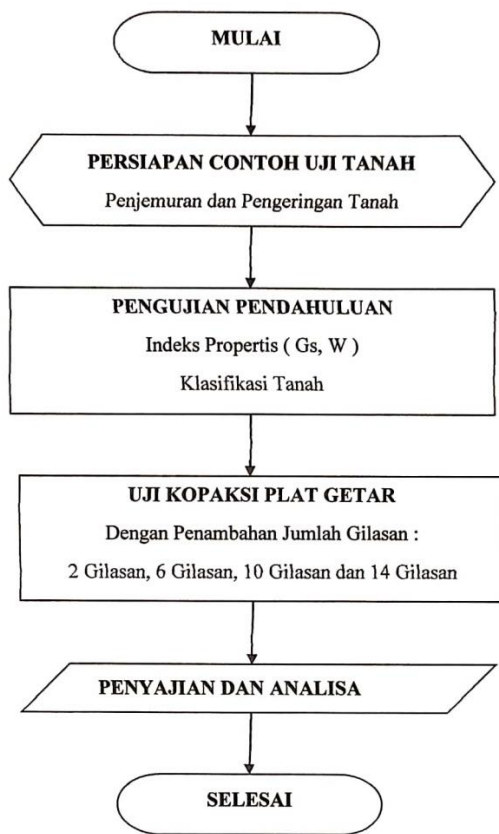 MULAI
PERSIAPAN CONTOH UJI TANAH
Penjemuran dan Pengeringan Tanah
PENGUJIAN PENDAHULUAN
Indeks Propertis ( Gs, W )
Klasifikasi Tanah
UJI KOPAKSI PLAT GETAR
Dengan Penambahan Jumlah Gilasan :
2 Gilasan, 6 Gilasan, 10 Gilasan dan 14 Gilasan
PENYAJIAN DAN ANALISA
SELESAI